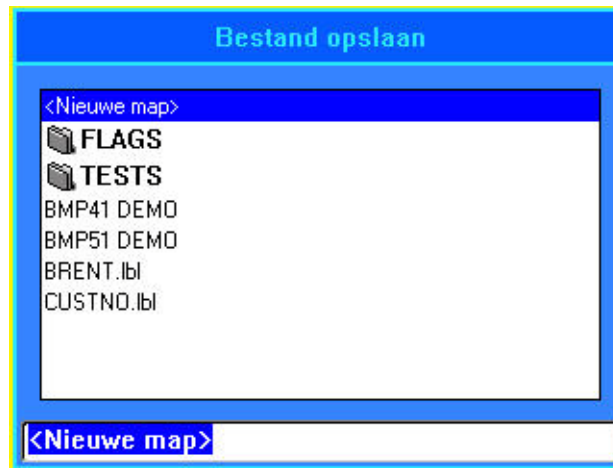 Bestand opslaan
<Nieuwe map>
FLAGS
TESTS
BMP41 DEMO
BMP51 DEMO
BRENT.lbl
CUSTNO.lbl
<Nieuwe map>